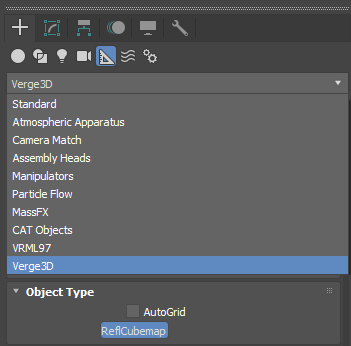 Verge3D
Standard
Atmospheric Apparatus
Camera Match
Assembly Heads
Manipulators
Particle Flow
MassFX
CAT Objects
VRML97
Verge3D
Object Type
AutoGrid
ReflCubemap